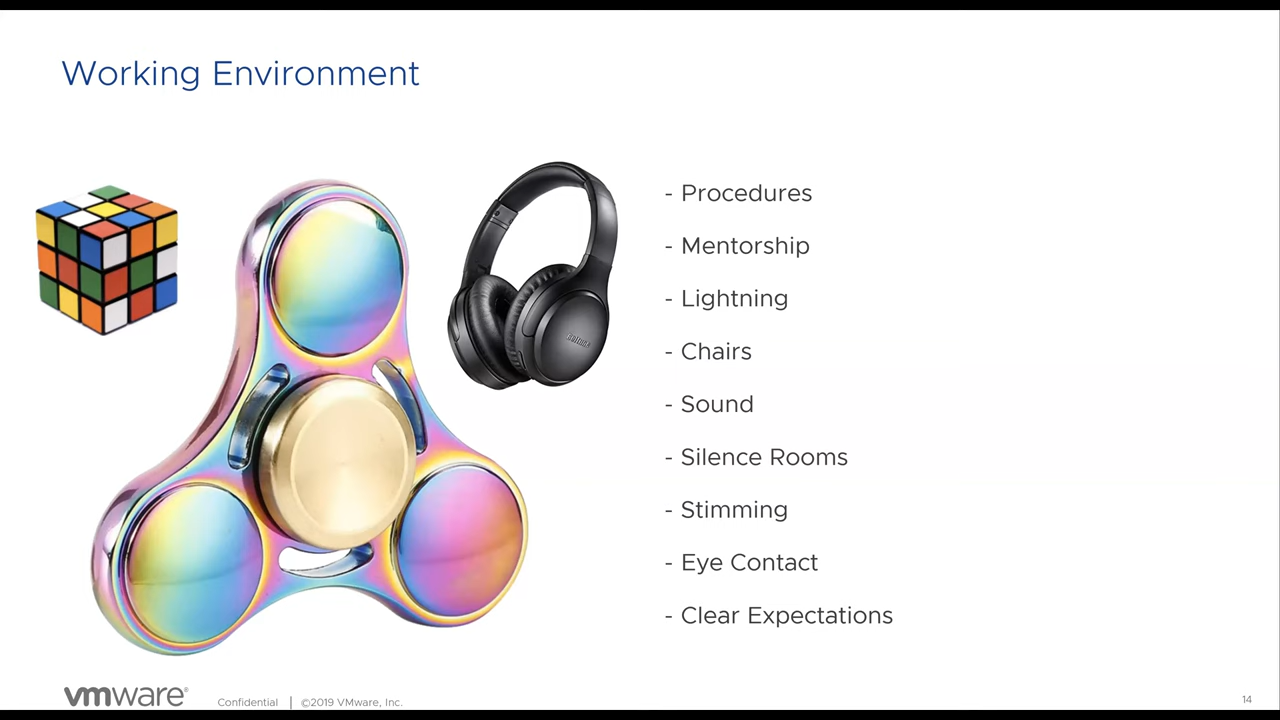 Working Environment
- Procedures
- Mentorship
- Lightning
- Chairs
- Sound
- Silence Rooms
- Stimming
- Eye Contact
- Clear Expectations
vmware®
Confidential | ©2019 VMware, Inc.
14